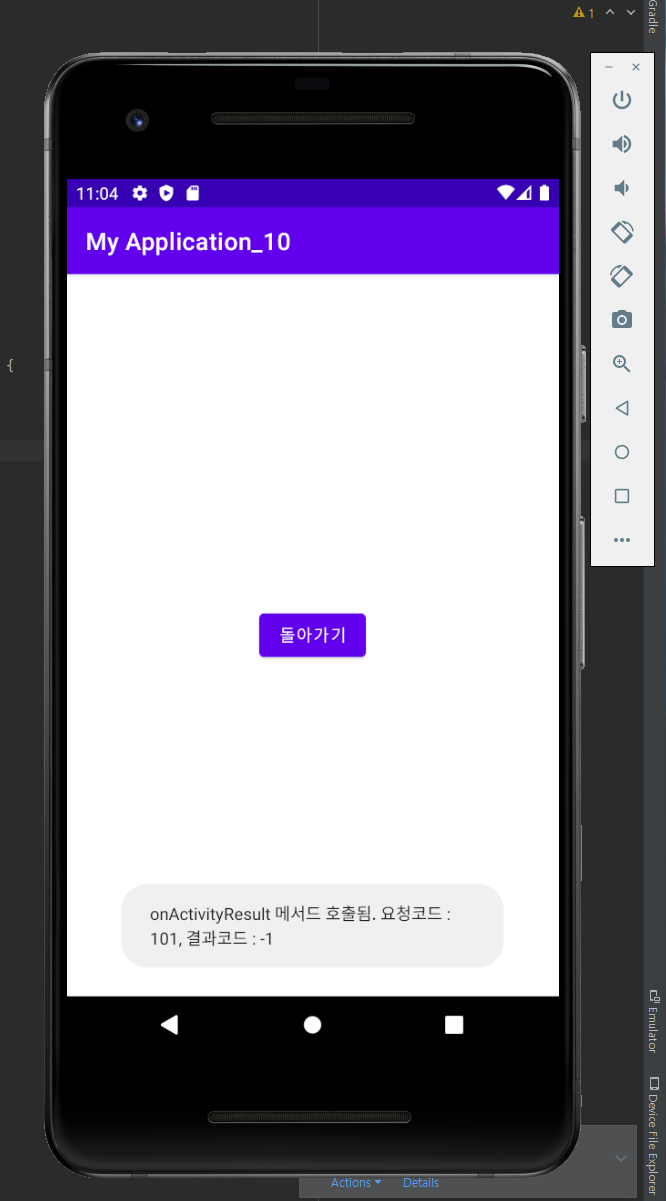 1
Gradle
11:04
My Application_10
{
돌아가기
onActivityResult 메서드 호출됨. 요청코드 :
101, 결과코드 : -1
Emulator
Device File Explorer
Actions
Details